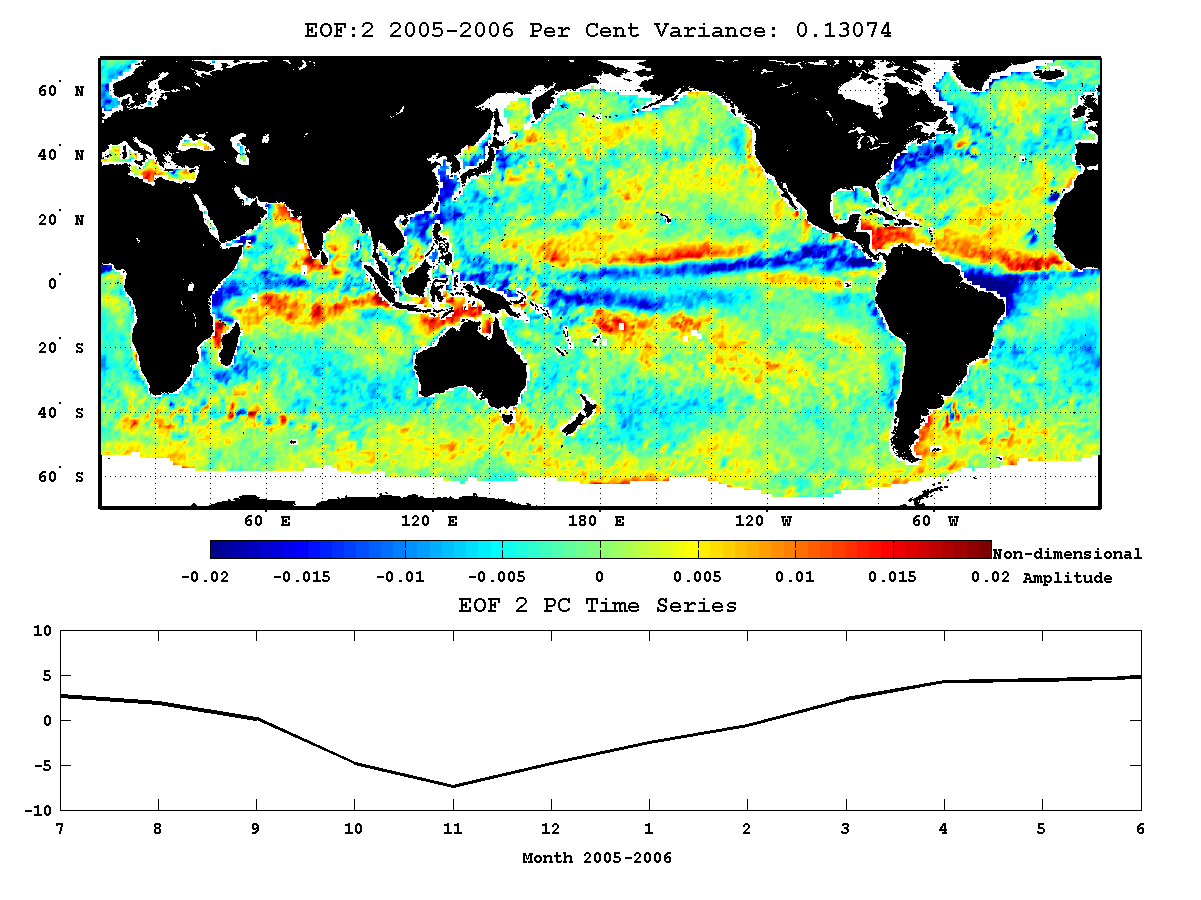 EOF:2 2005-2006 Per Cent Variance: 0.13074
60° N
40° N
20° N
0°
20° S
40° S
60° S
60 E 120 E 180 E 120 W 60 W
Non-dimensional
-0.02 -0.015 -0.01 -0.005 0 0.005 0.01 0.015 0.02 Amplitude
EOF 2 PC Time Series
10
5
0
-5
-10
7 8 9 10 11 12 1 2 3 4 5 6
Month 2005-2006